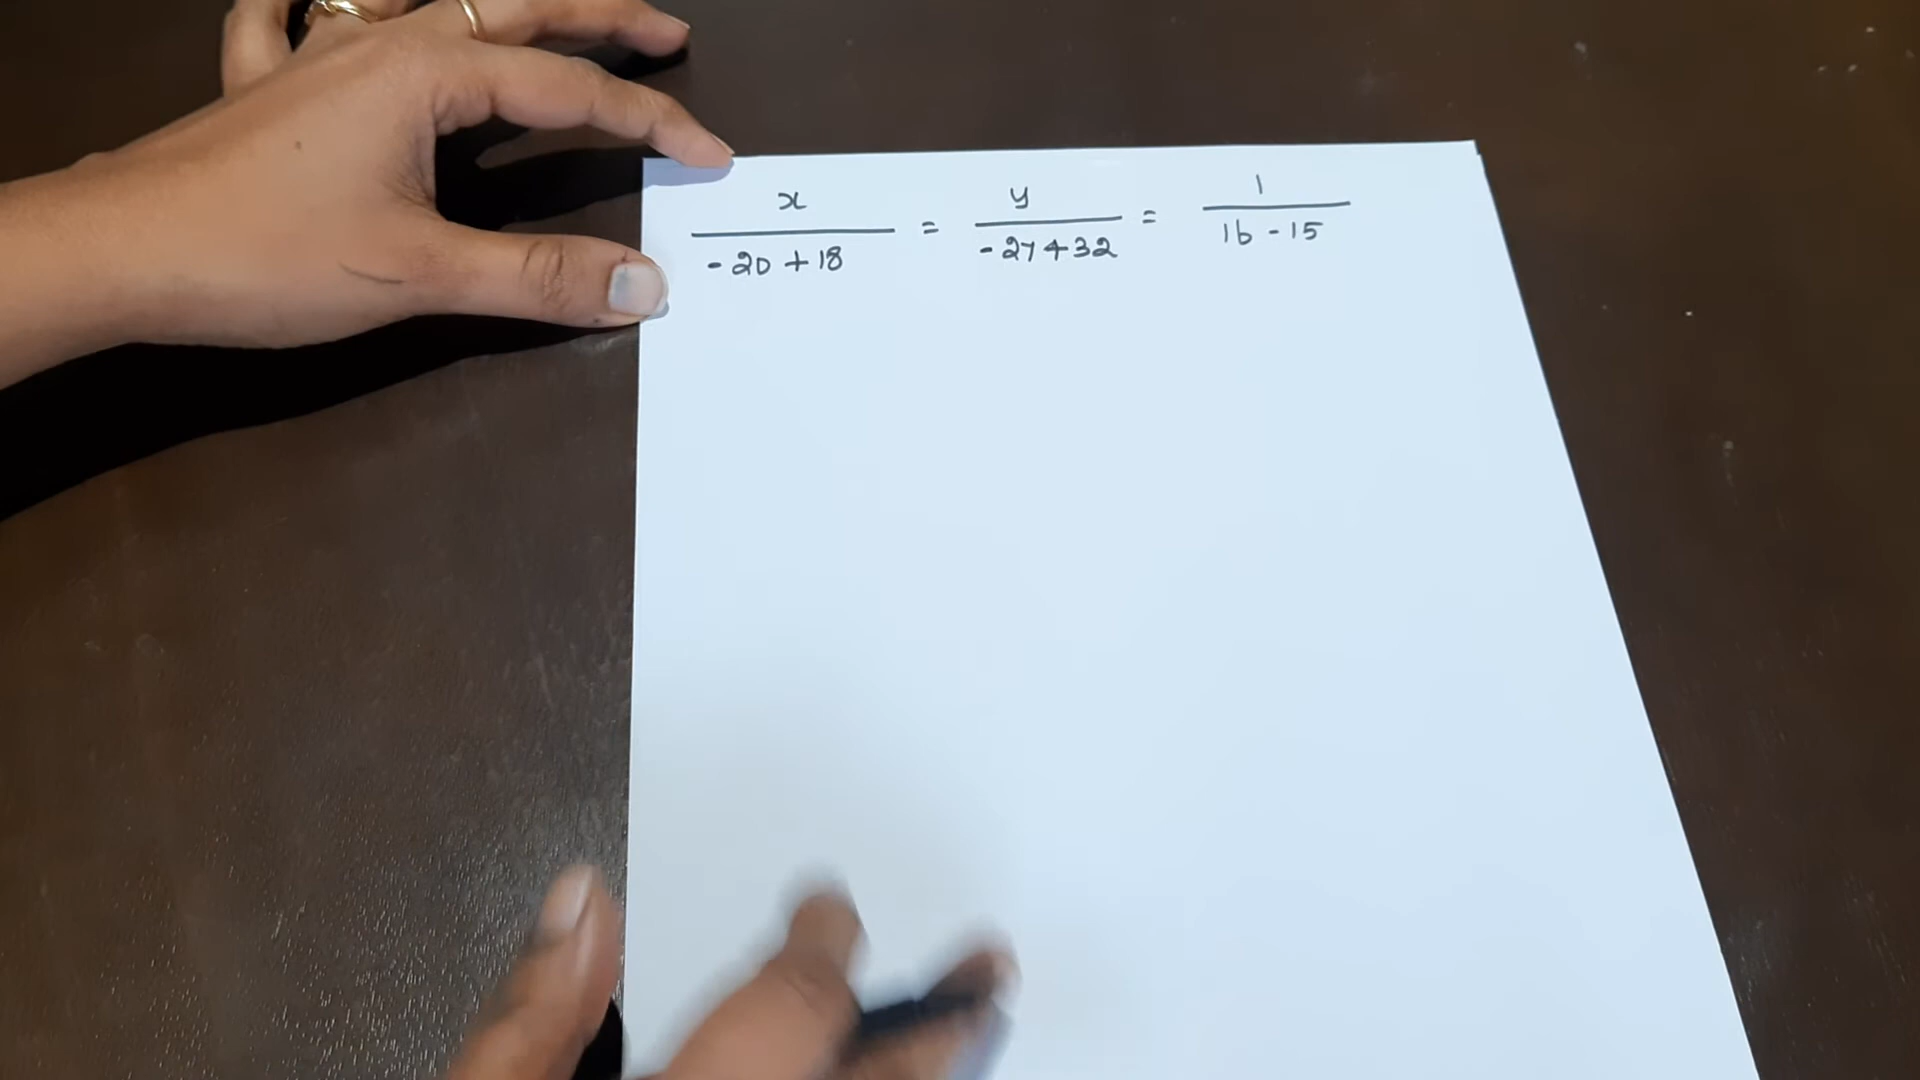 x / -20 + 18 = y / -27 + 32 = 1 / 16 - 15